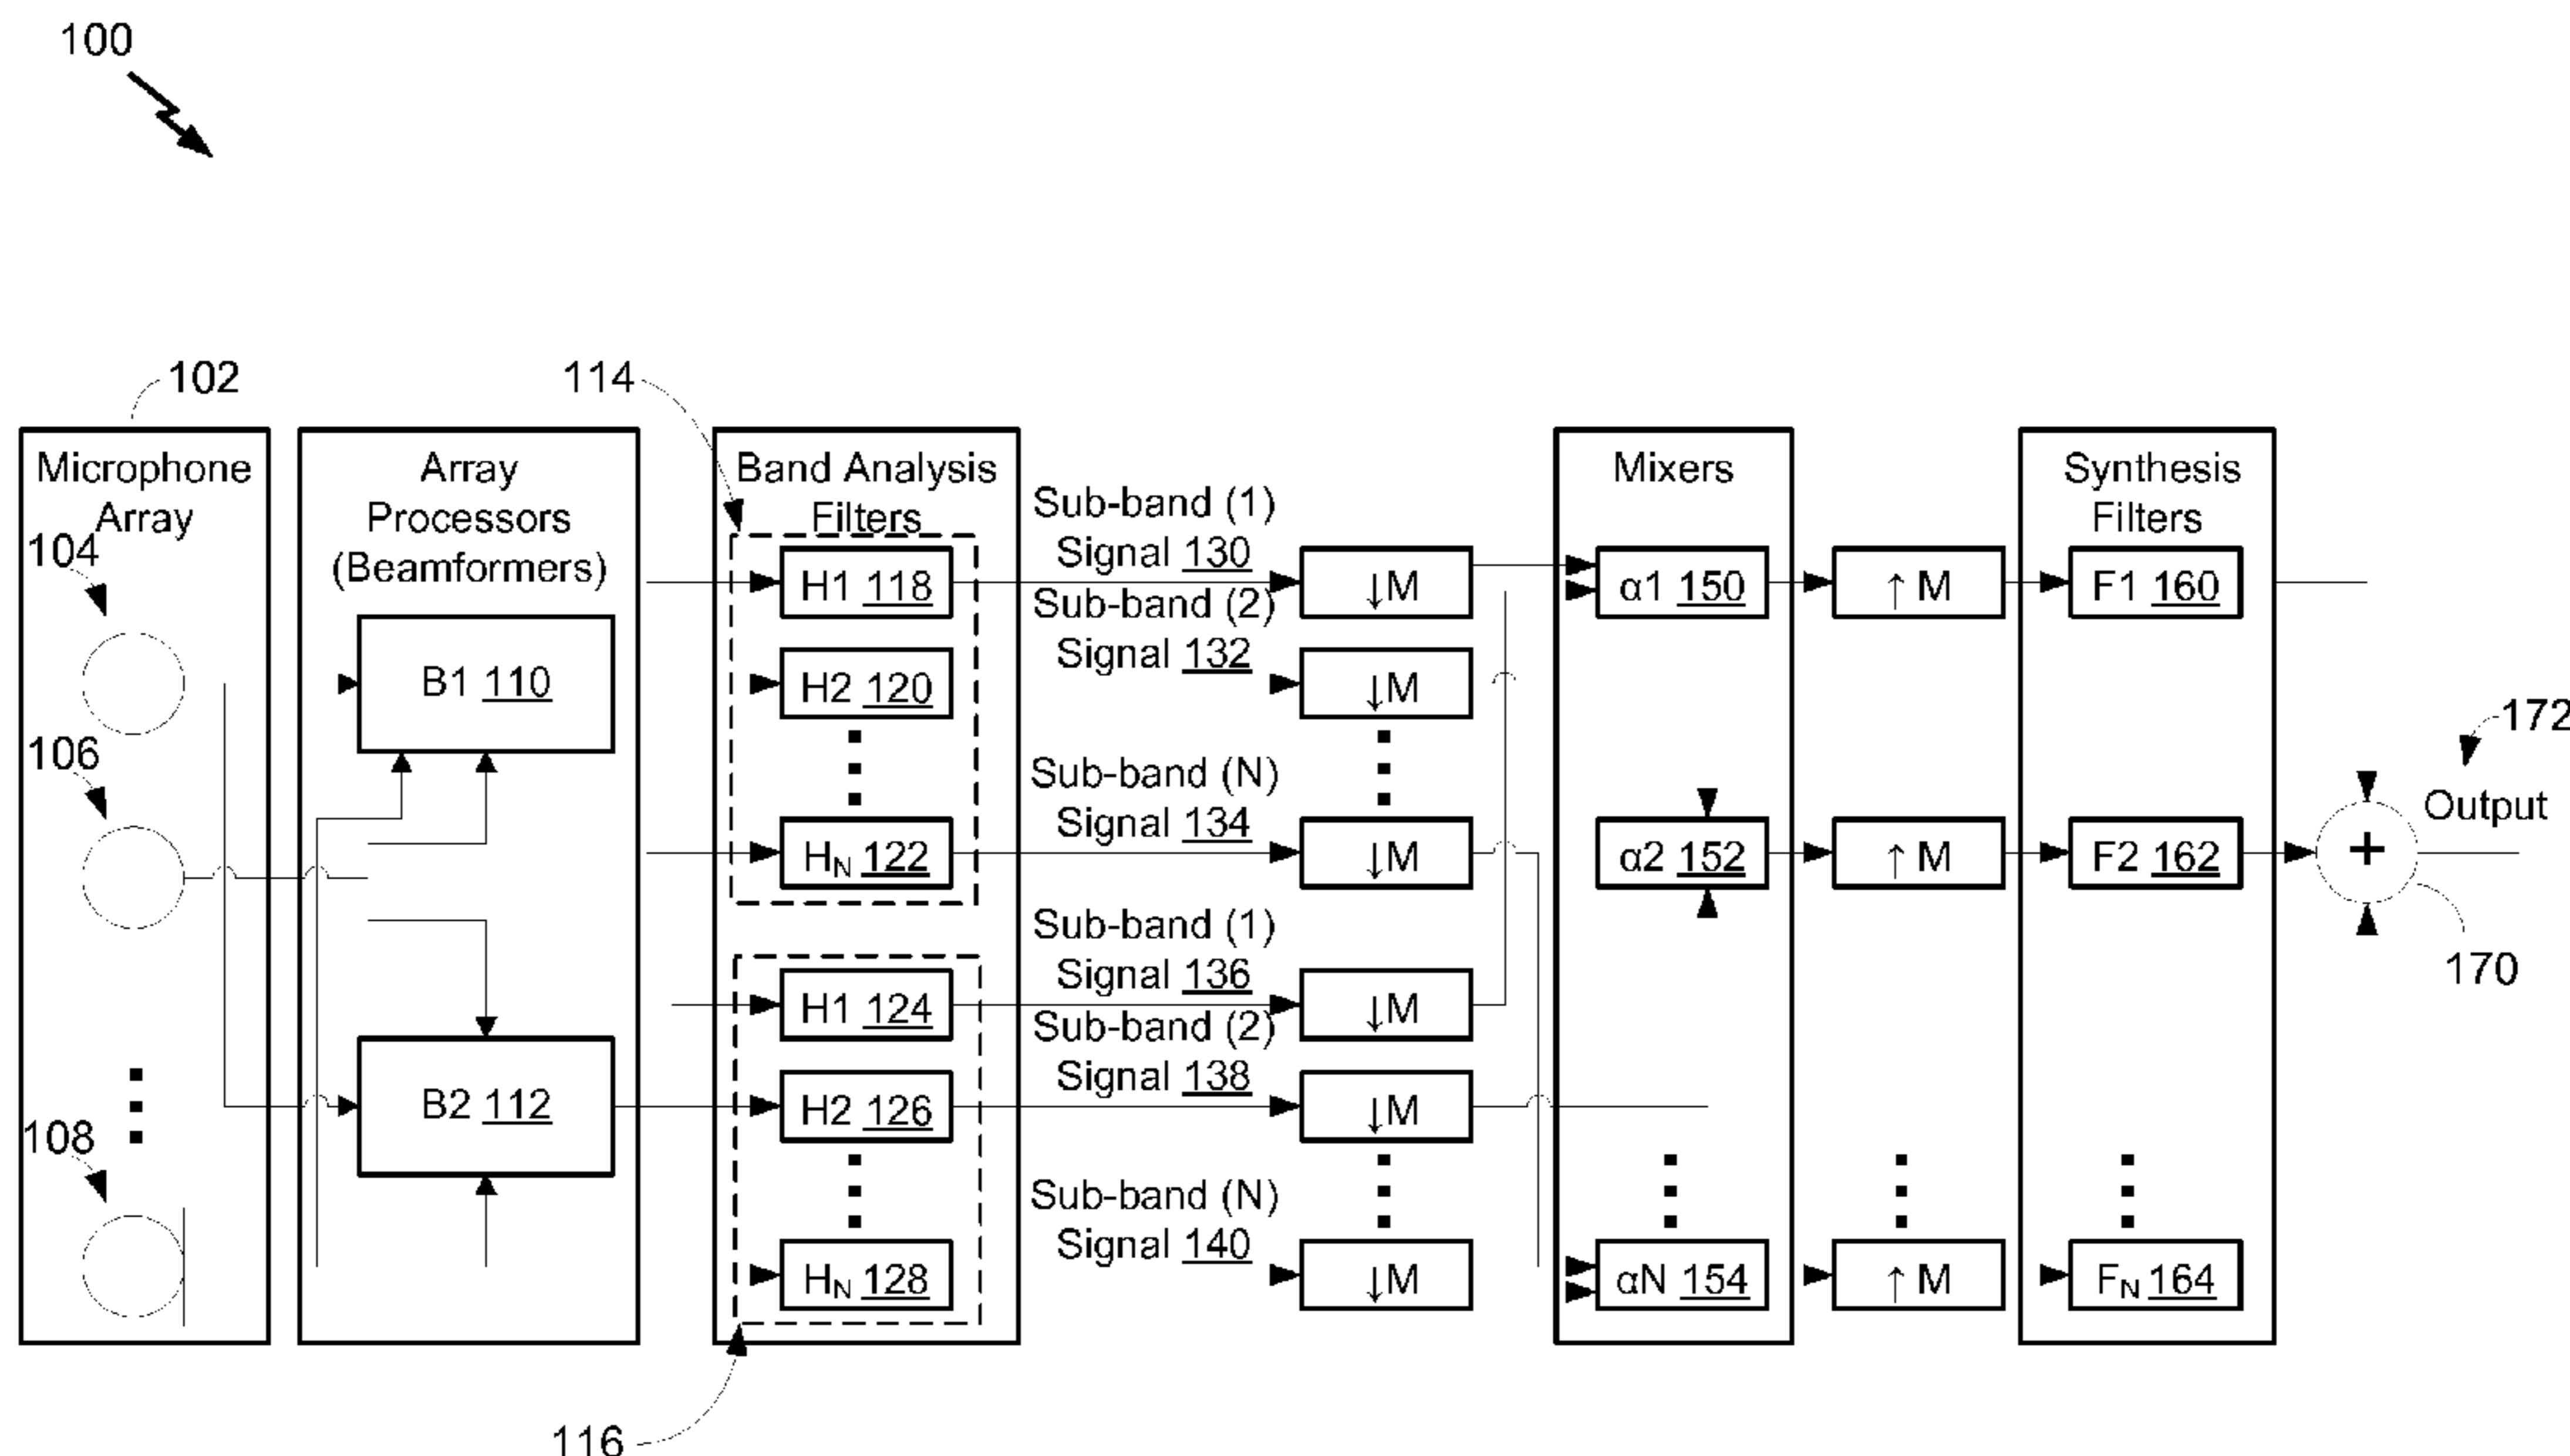 100
102
114
Microphone
Array
104
106
108
Array
Processors
(Beamformers)
B1 110
B2 112
Band Analysis
Filters
H1 118
H2 120
HN 122
H1 124
H2 126
HN 128
116
Sub-band (1)
Signal 130
Sub-band (2)
Signal 132
Sub-band (N)
Signal 134
Sub-band (1)
Signal 136
Sub-band (2)
Signal 138
Sub-band (N)
Signal 140
↓M
↓M
↓M
↓M
↓M
↓M
Mixers
α1 150
α2 152
αN 154
↑ M
↑ M
↑ M
Synthesis
Filters
F1 160
F2 162
FN 164
172
Output
+
170